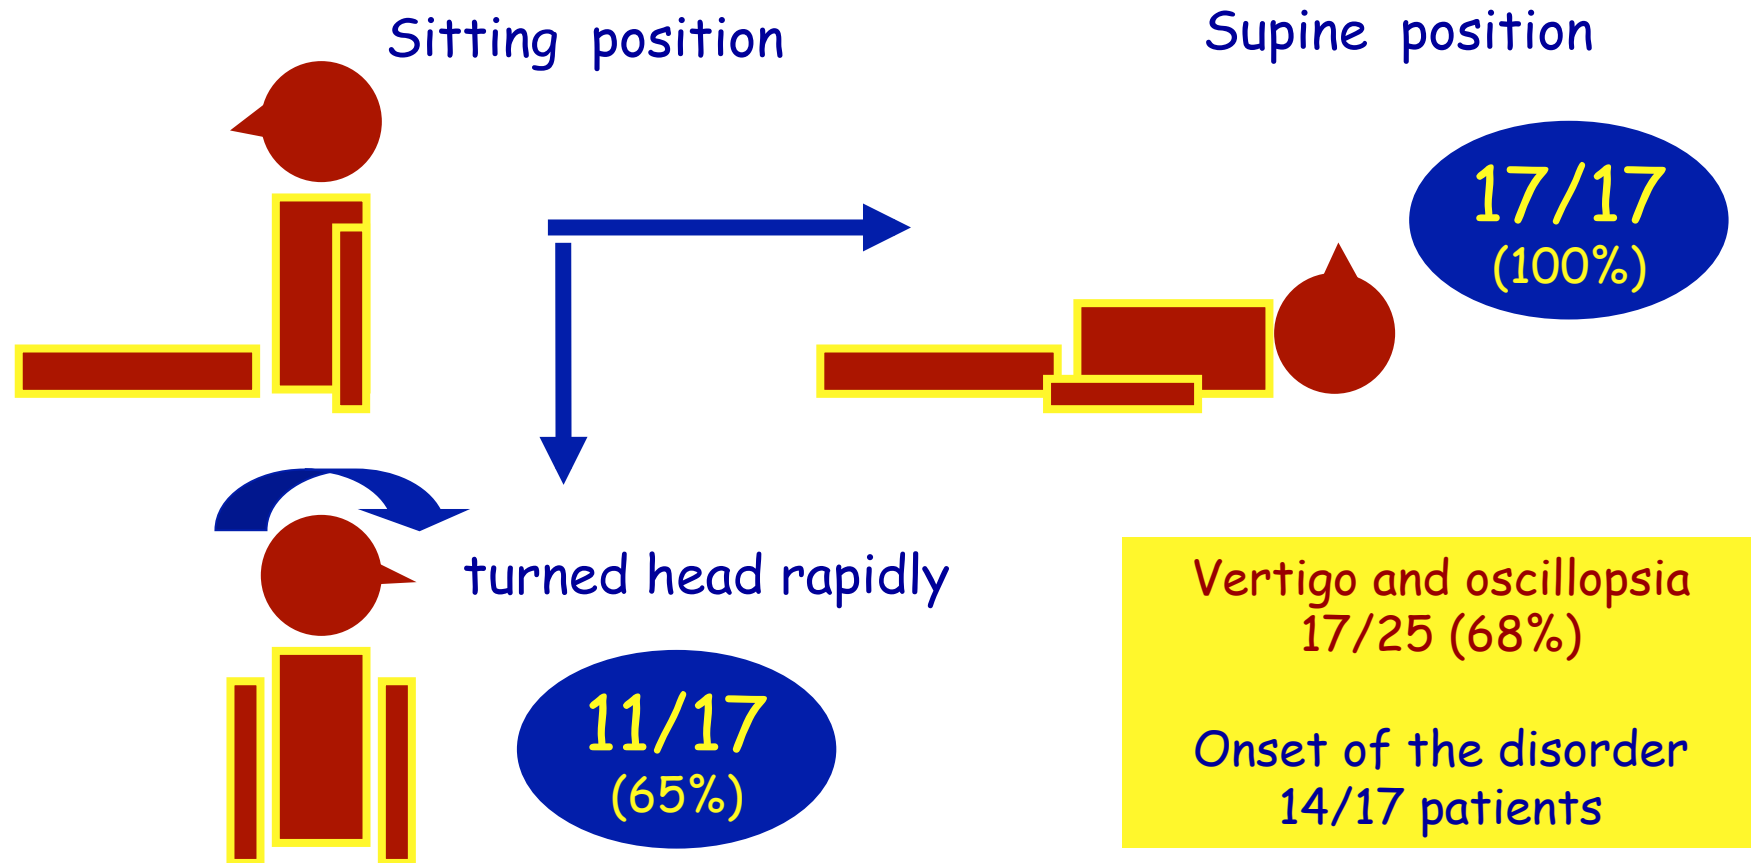 Sitting position
Supine position
17/17
(100%)
turned head rapidly
11/17
(65%)
Vertigo and oscillopsia
17/25 (68%)
Onset of the disorder
14/17 patients